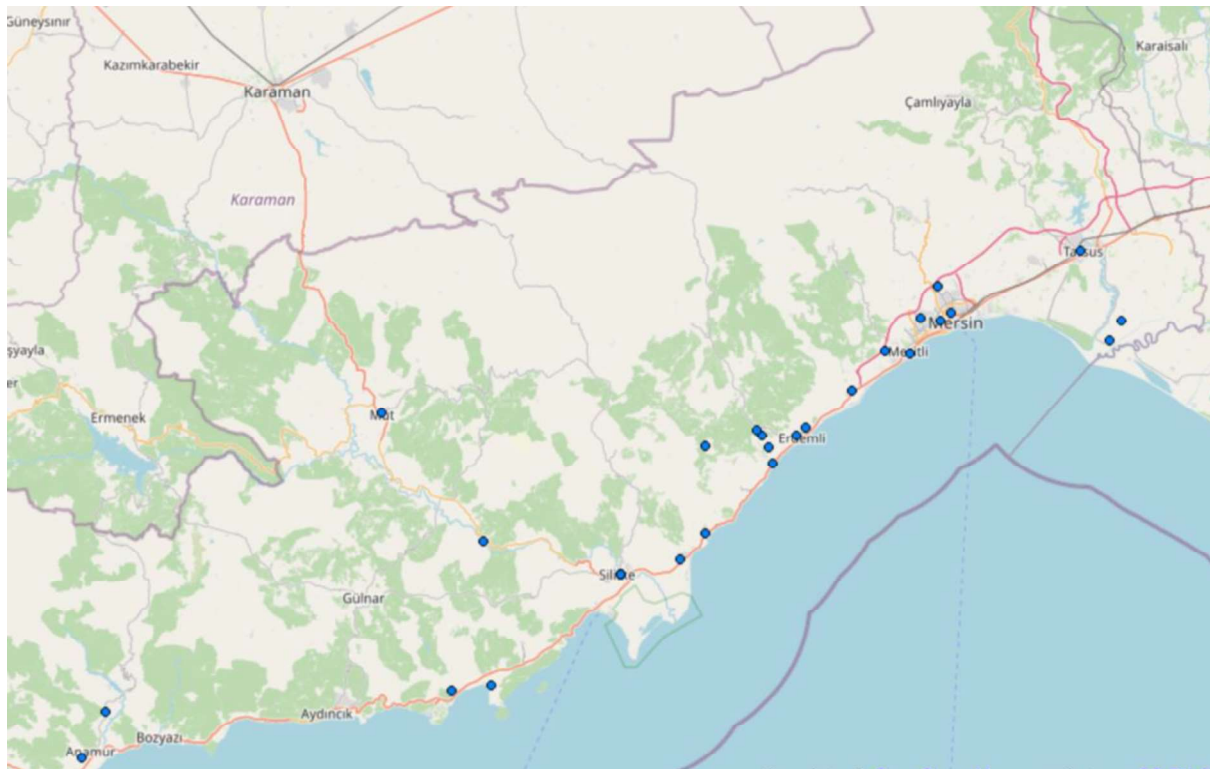 Güneysınır
Karaisalı
Kazımkarabekir
Karaman
Çamlıyayla
Karaman
Tarsus
Mersin
Mezitli
Ermenek
Mut
Erdemli
Silifke
Gülnar
Aydıncık
Bozyazı
Anamur